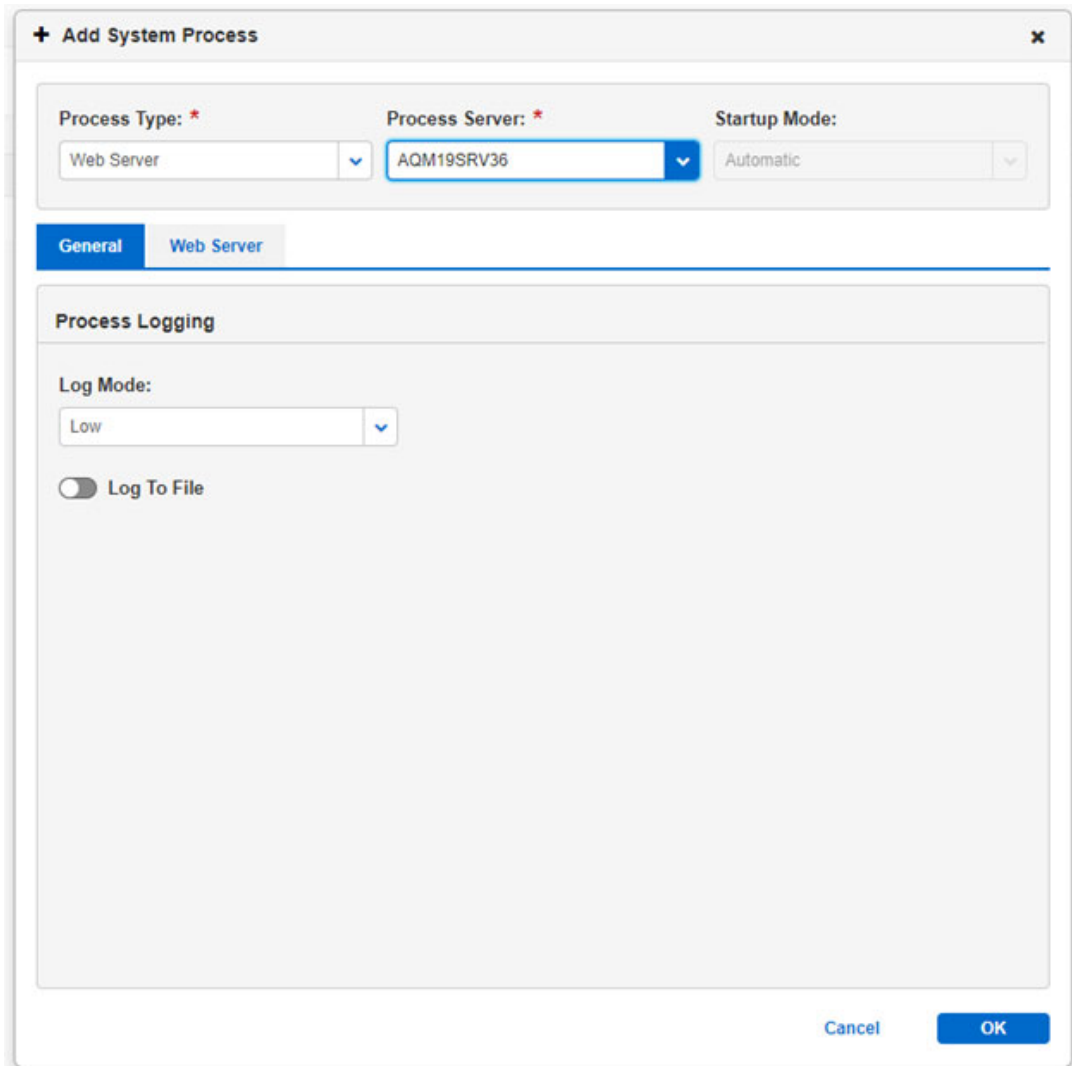 Add System Process
Process Type: * Process Server: * Startup Mode:
Web Server AQM19SRV36 Automatic
General Web Server
Process Logging
Log Mode:
Low
Log To File
Cancel OK